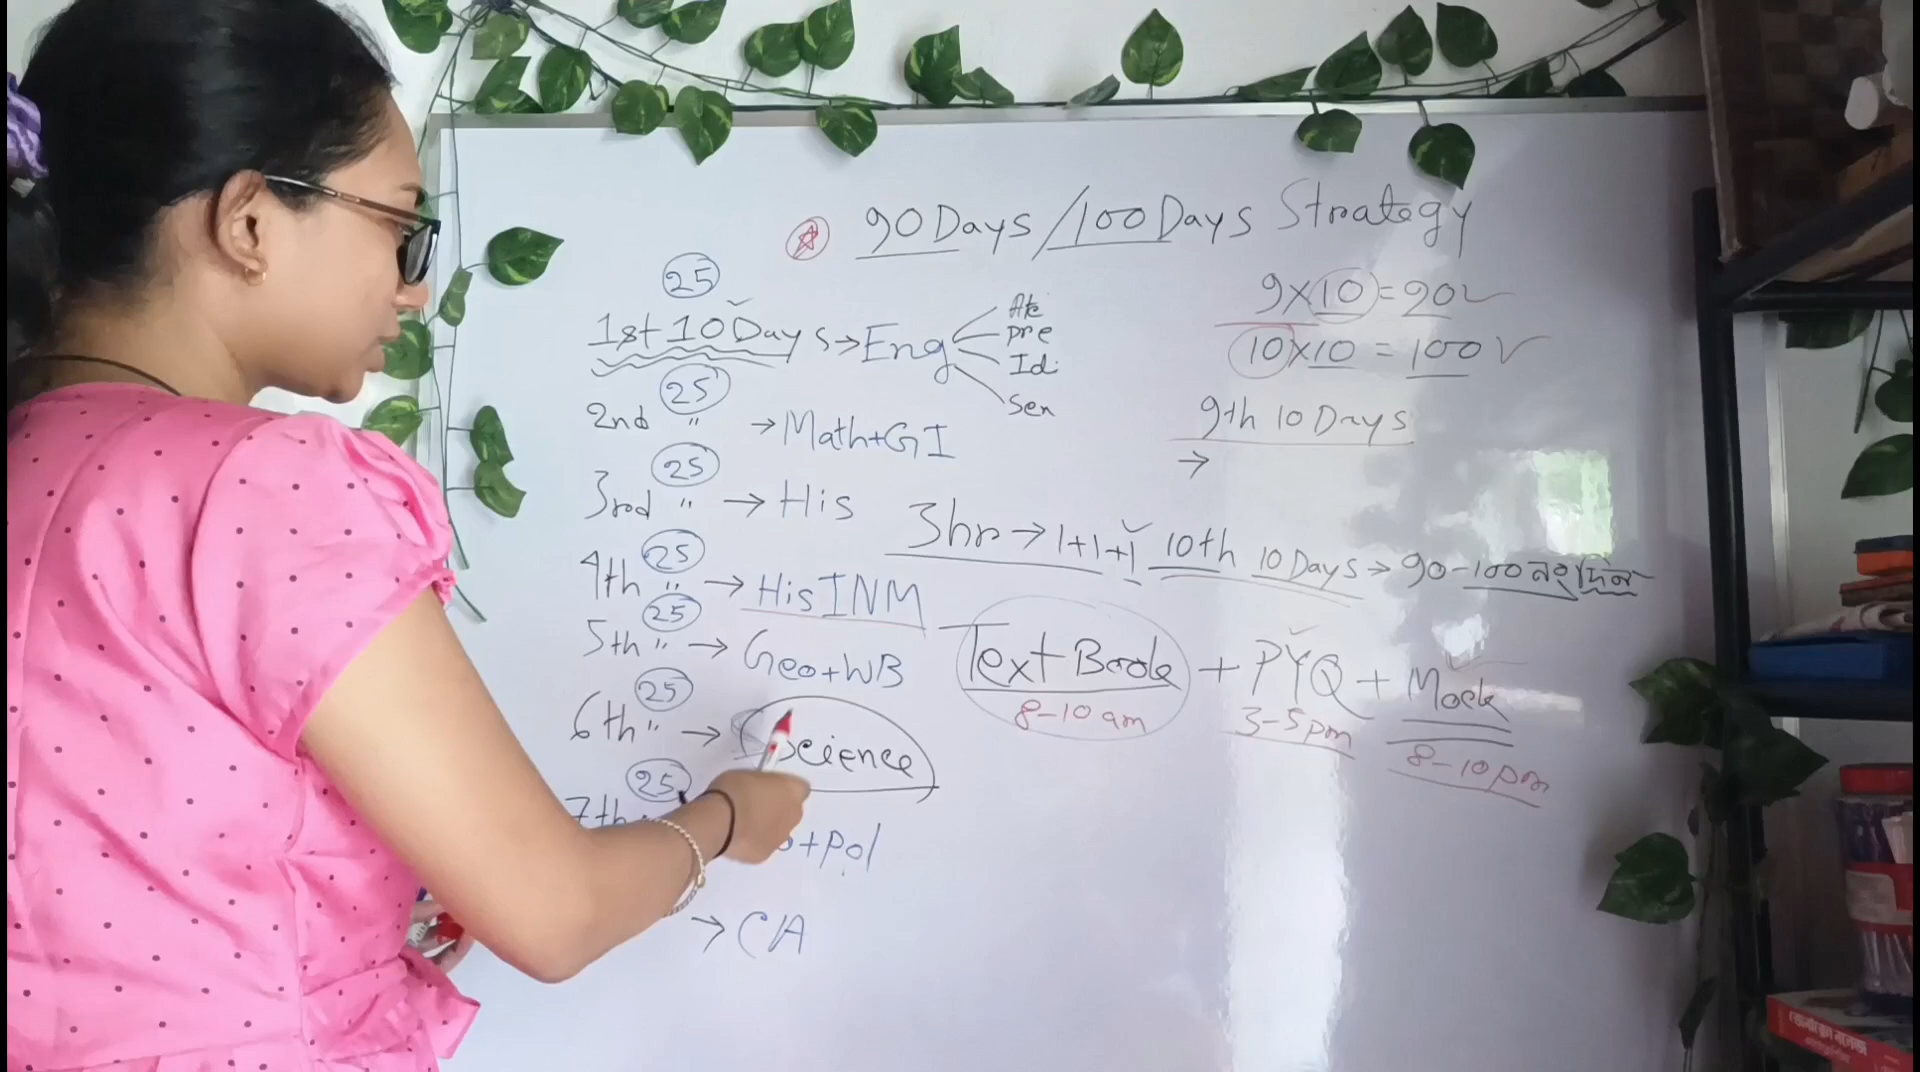 90 Days / 100 Days Strategy
25
1st 10 Days → Eng
Pre
Idi
Sen
9 x 10 = 90 ✓
10 x 10 = 100 ✓
25
2nd " → Math+GI
9th 10 Days
→
25
3rd " → His
3hr → 1+1+1
10th 10 Days → 90-100 নং দিন
25
4th " → His INM
25
5th " → Geo+WB
Text Book + PYQ + Mock
8-10 am
3-5 pm
8-10 pm
25
6th " → Science
25
7th
+Pol
→ CA